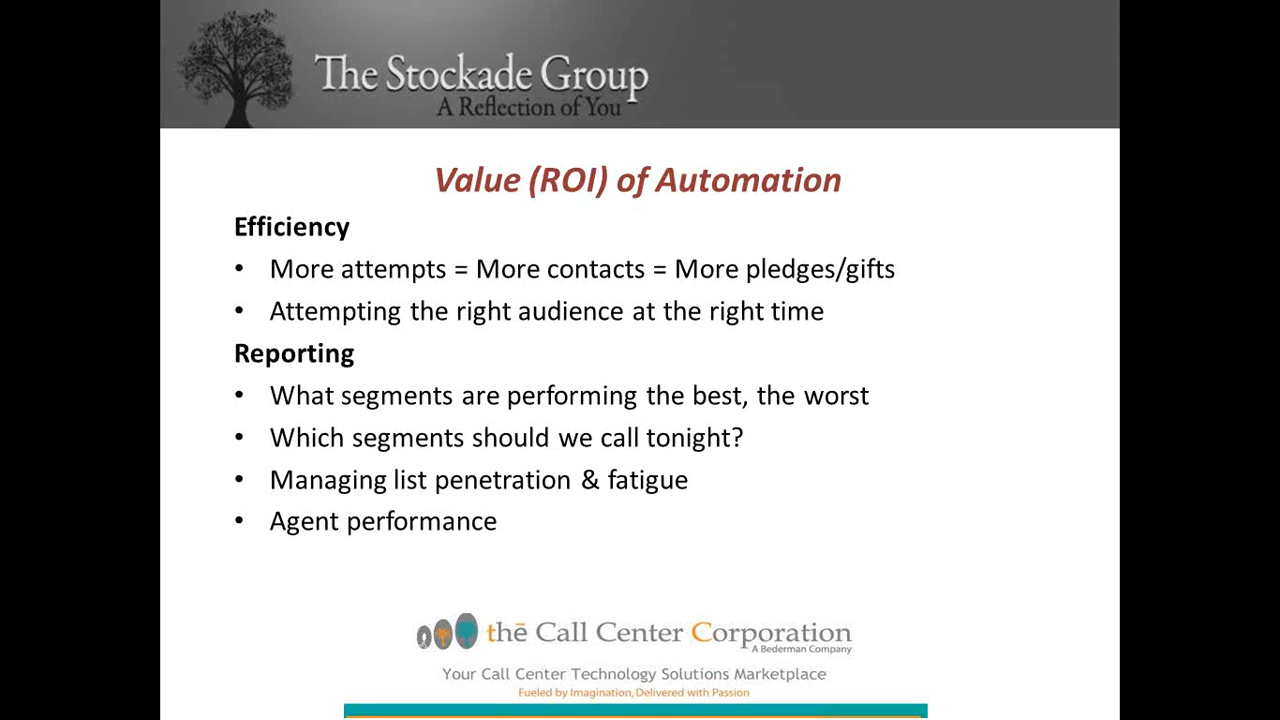 The Stockade Group
A Reflection of You
Value (ROI) of Automation
Efficiency
• More attempts = More contacts = More pledges/gifts
• Attempting the right audience at the right time
Reporting
• What segments are performing the best, the worst
• Which segments should we call tonight?
• Managing list penetration & fatigue
• Agent performance
thē Call Center Corporation
A Bederman Company
Your Call Center Technology Solutions Marketplace
Fueled by Imagination, Delivered with Passion